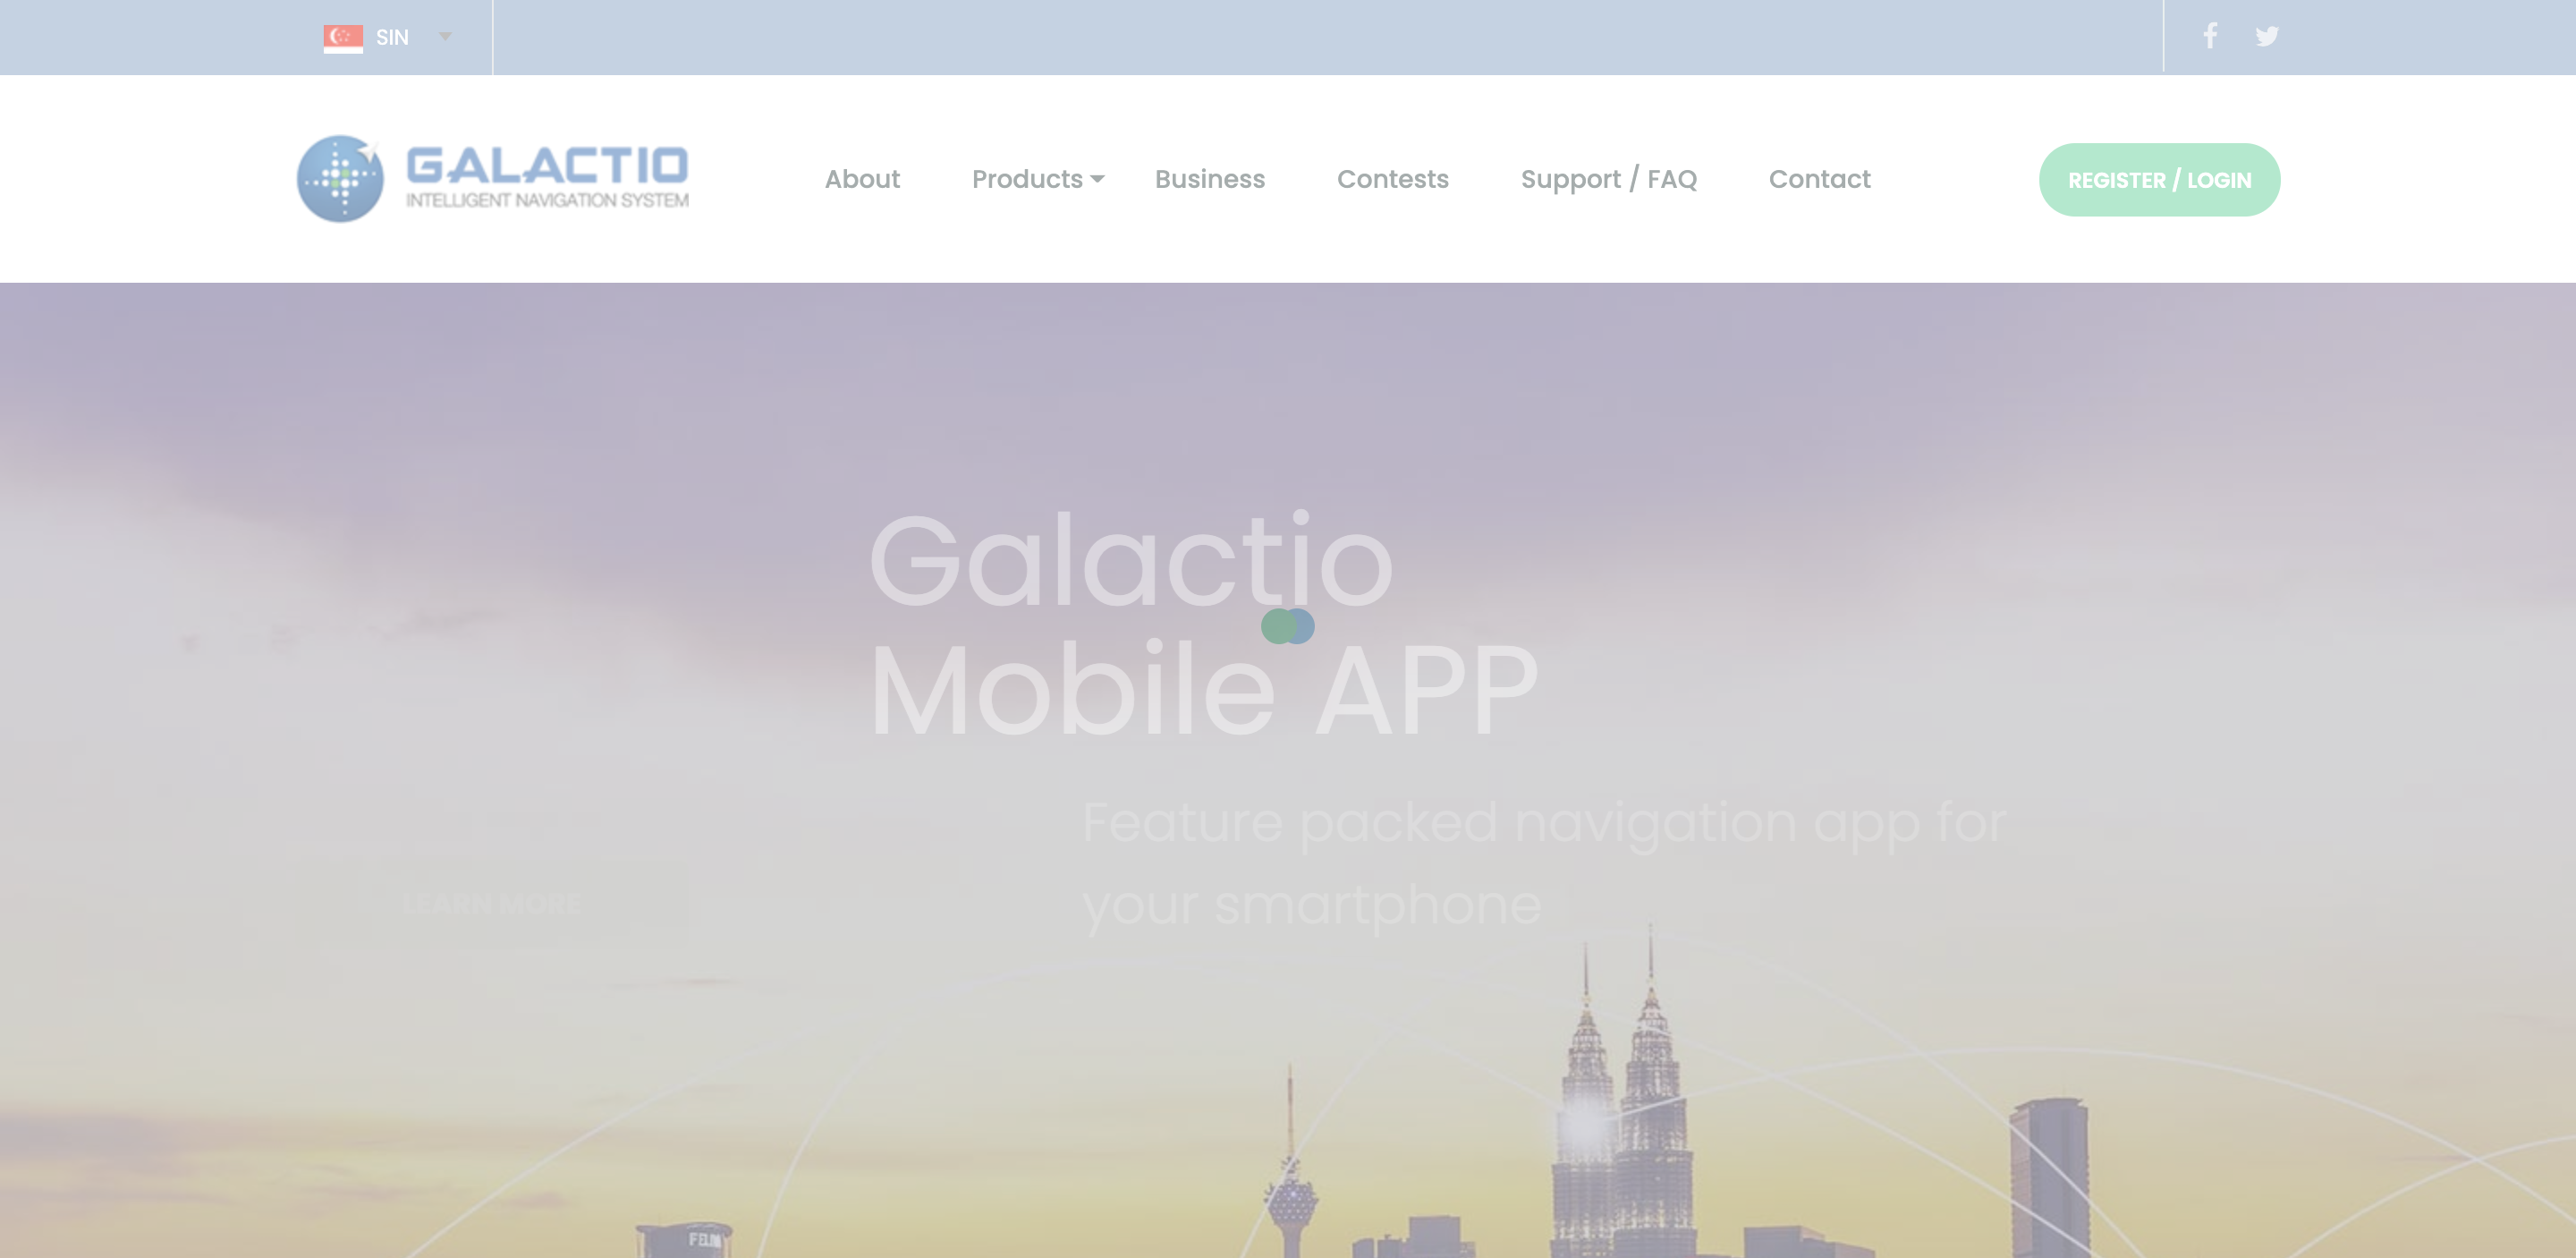 SIN
GALACTIO
INTELLIGENT NAVIGATION SYSTEM
About Products Business Contests Support / FAQ Contact
REGISTER / LOGIN
Galactio
Mobile APP
Feature packed navigation app for
your smartphone
LEARN MORE